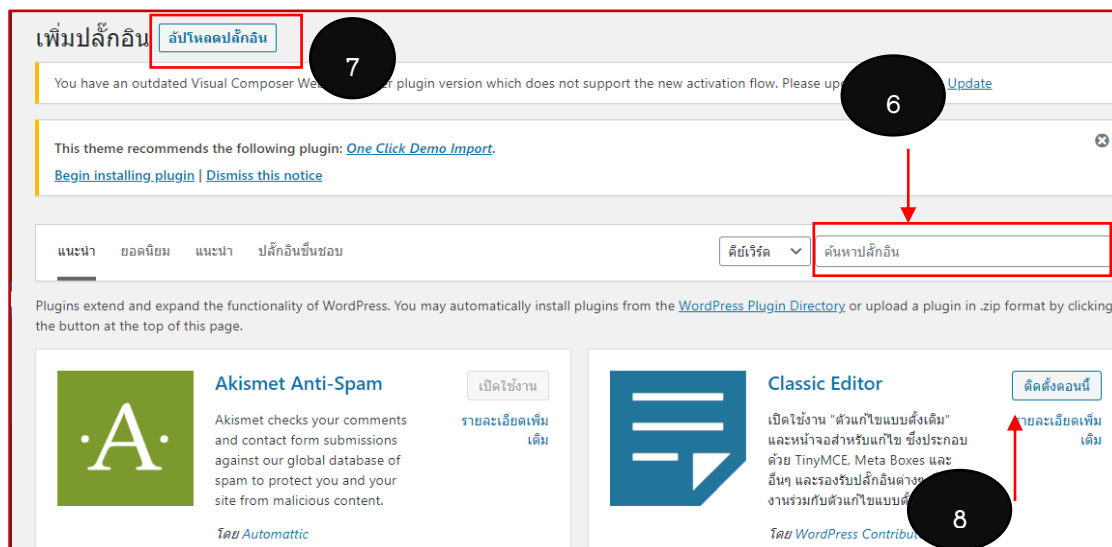 เพิ่มปลั๊กอิน อัปโหลดปลั๊กอิน
7
You have an outdated Visual Composer plugin version which does not support the new activation flow. Please Update
6
This theme recommends the following plugin: One Click Demo Import.
Begin installing plugin | Dismiss this notice
แนะนำ ยอดนิยม แนะนำ ปลั๊กอินชื่นชอบ คีย์เวิร์ด ค้นหาปลั๊กอิน
Plugins extend and expand the functionality of WordPress. You may automatically install plugins from the WordPress Plugin Directory or upload a plugin in .zip format by clicking
the button at the top of this page.
Akismet Anti-Spam
เปิดใช้งาน
รายละเอียดเพิ่ม
เติม
Akismet checks your comments
and contact form submissions
against our global database of
spam to protect you and your
site from malicious content.
โดย Automattic
Classic Editor
ติดตั้งตอนนี้
รายละเอียดเพิ่ม
เติม
เปิดใช้งาน "ตัวแก้ไขแบบดั้งเดิม"
และหน้าจอสำหรับแก้ไข ซึ่งประกอบ
ด้วย TinyMCE, Meta Boxes และ
อื่นๆ และรองรับปลั๊กอินต่างๆ
งานร่วมกับตัวแก้ไขแบบ
โดย WordPress
8